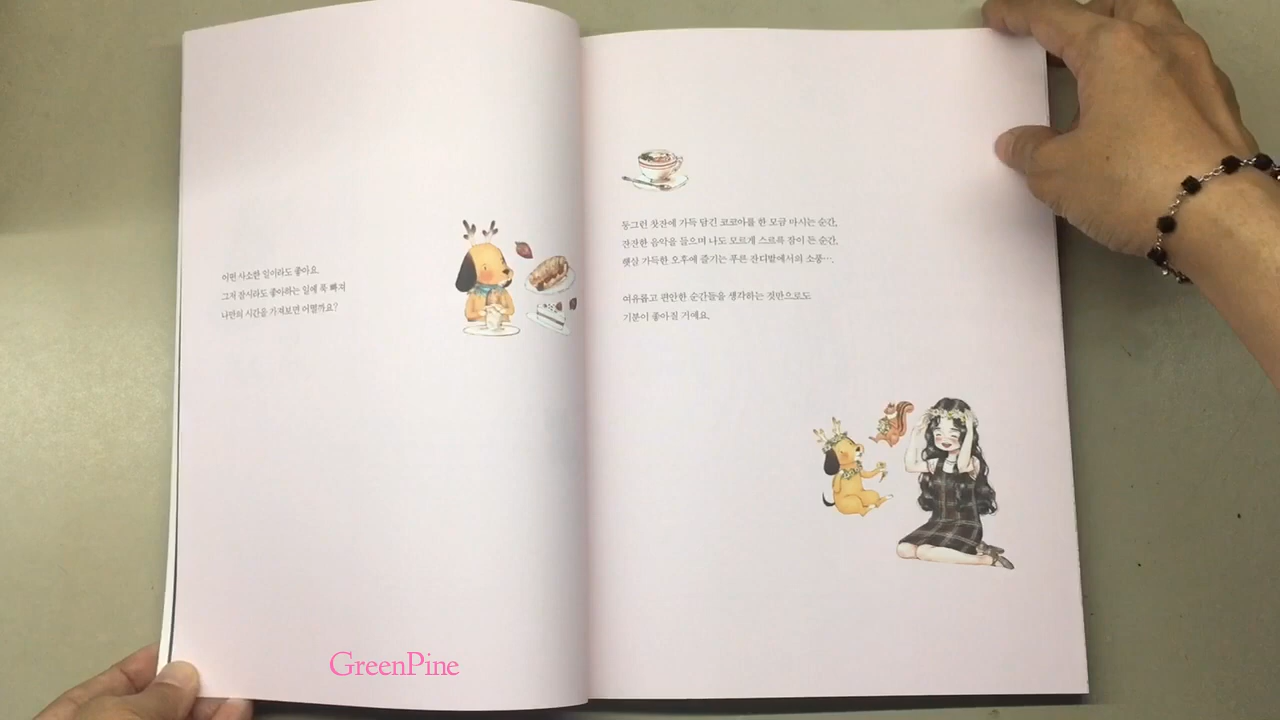 어떤 사소한 일이라도 좋아요.
그저 잠시라도 좋아하는 일에 푹 빠져
나만의 시간을 가져보면 어떨까요?
둥그런 찻잔에 가득 담긴 코코아를 한 모금 마시는 순간,
잔잔한 음악을 들으며 나도 모르게 스르륵 잠이 든 순간,
햇살 가득한 오후에 즐기는 푸른 잔디밭에서의 소풍….
여유롭고 편안한 순간들을 생각하는 것만으로도
기분이 좋아질 거예요.
GreenPine